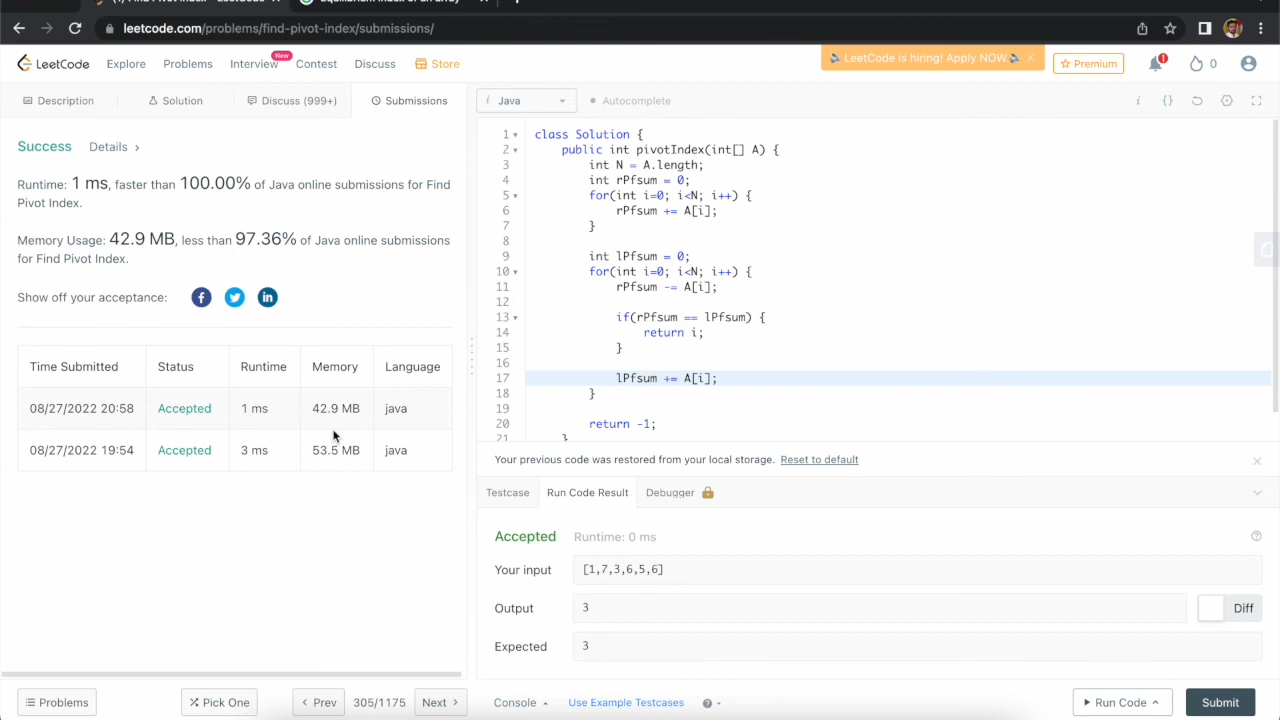 leetcode.com/problems/find-pivot-index/submissions/
LeetCode
Explore
Problems
Interview
New
Contest
Discuss
Store
LeetCode is hiring! Apply NOW.
Premium
1
0
Description
Solution
Discuss (999+)
Submissions
i Java
Autocomplete
Success
Details
Runtime: 1 ms, faster than 100.00% of Java online submissions for Find
Pivot Index.
Memory Usage: 42.9 MB, less than 97.36% of Java online submissions
for Find Pivot Index.
Show off your acceptance:
Time Submitted Status Runtime Memory Language
08/27/2022 20:58 Accepted 1 ms 42.9 MB java
08/27/2022 19:54 Accepted 3 ms 53.5 MB java
1 class Solution {
2 public int pivotIndex(int[] A) {
3 int N = A.length;
4 int rPfsum = 0;
5 for(int i=0; i<N; i++) {
6 rPfsum += A[i];
7 }
8
9 int lPfsum = 0;
10 for(int i=0; i<N; i++) {
11 rPfsum -= A[i];
12
13 if(rPfsum == lPfsum) {
14 return i;
15 }
16
17 lPfsum += A[i];
18 }
19
20 return -1;
21 }
Your previous code was restored from your local storage. Reset to default
Testcase
Run Code Result
Debugger
Accepted Runtime: 0 ms
Your input [1,7,3,6,5,6]
Output 3
Diff
Expected 3
Problems
Pick One
Prev
305/1175
Next
Console
Use Example Testcases
Run Code
Submit